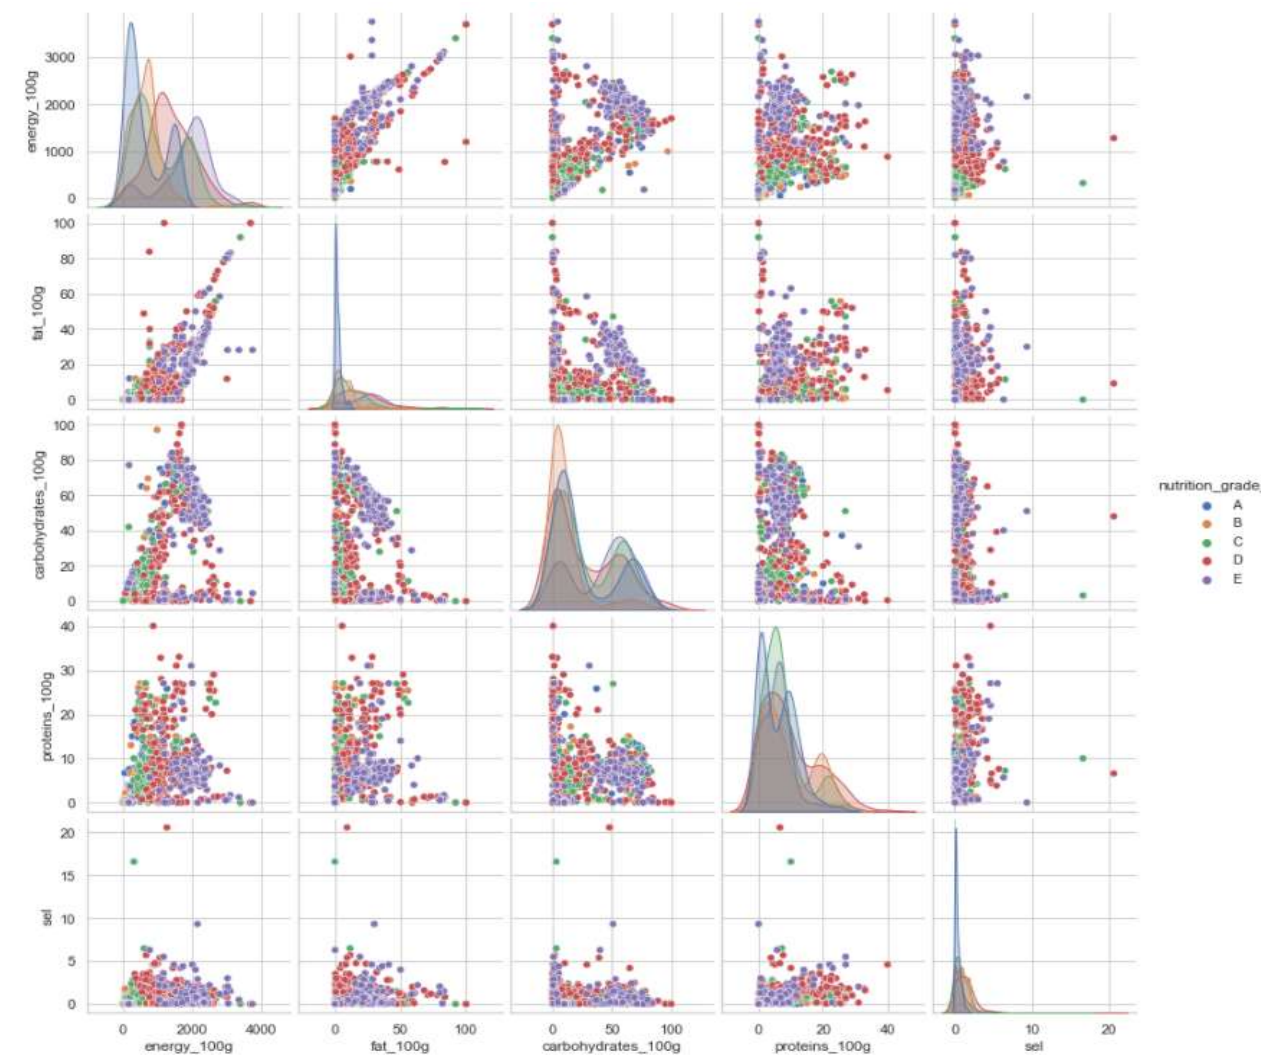 energy_100g
3000
2000
1000
0
fat_100g
100
80
60
40
20
0
carbohydrates_100g
100
80
60
40
20
0
proteins_100g
40
30
20
10
0
sel
20
15
10
5
0
0 2000 4000 0 50 100 0 50 100 0 20 40 0 10 20
energy_100g fat_100g carbohydrates_100g proteins_100g sel
nutrition_grade_
A
B
C
D
E